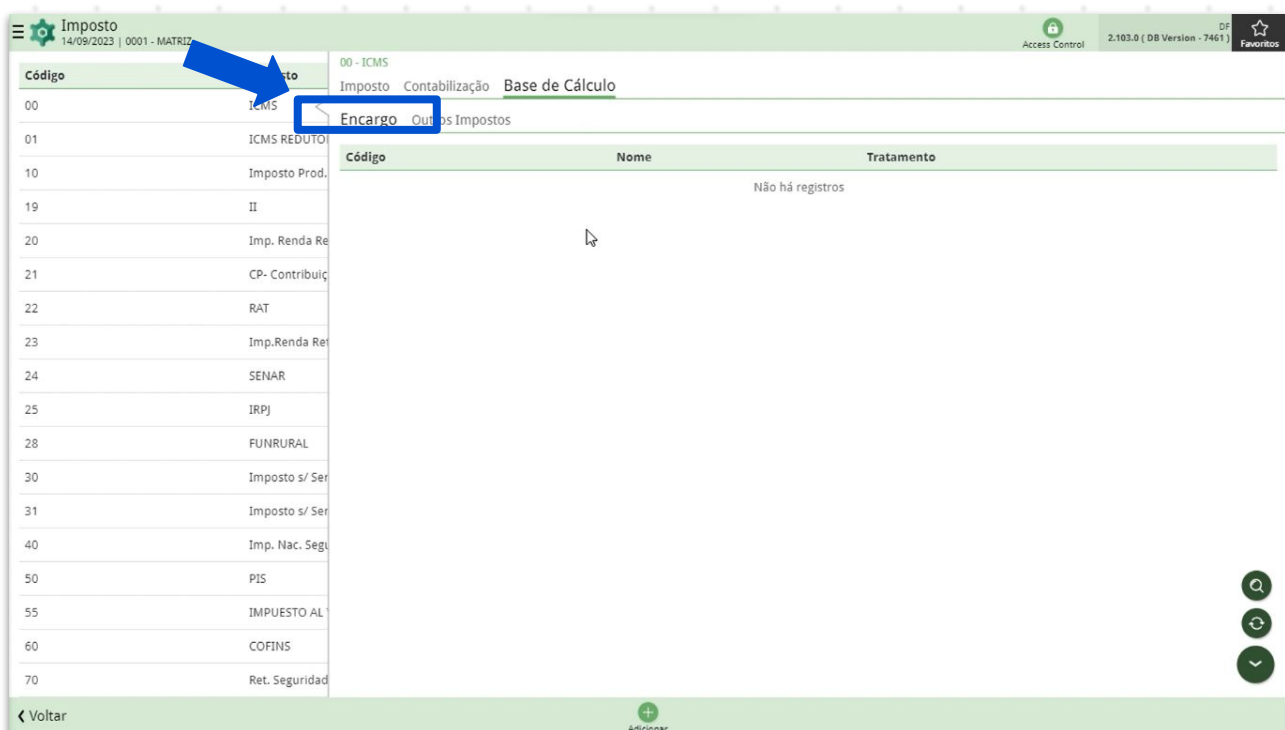 Imposto
14/09/2023 | 0001 - MATRIZ
Access Control
DF
2.103.0 ( DB Version - 7461 )
Favoritos
Código
00 ICMS
01 ICMS REDUTO
10 Imposto Prod.
19 II
20 Imp. Renda Re
21 CP- Contribuiç
22 RAT
23 Imp.Renda Ret
24 SENAR
25 IRPJ
28 FUNRURAL
30 Imposto s/ Ser
31 Imposto s/ Ser
40 Imp. Nac. Segu
50 PIS
55 IMPUESTO AL
60 COFINS
70 Ret. Seguridad
00 - ICMS
Imposto Contabilização Base de Cálculo
Encargo Outros Impostos
Código Nome Tratamento
Não há registros
Voltar
Adicionar